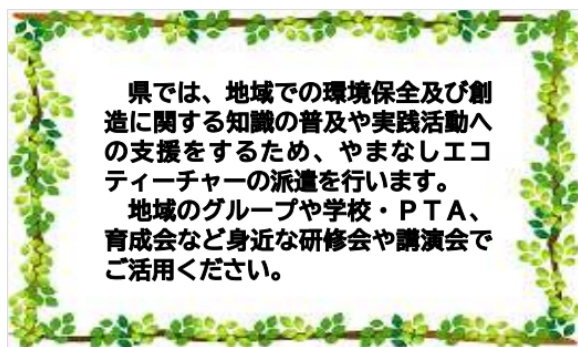 県では、地域での環境保全及び創
造に関する知識の普及や実践活動へ
の支援をするため、やまなしエコ
ティーチャーの派遣を行います。
　地域のグループや学校・ＰＴＡ、
育成会など身近な研修会や講演会で
ご活用ください。